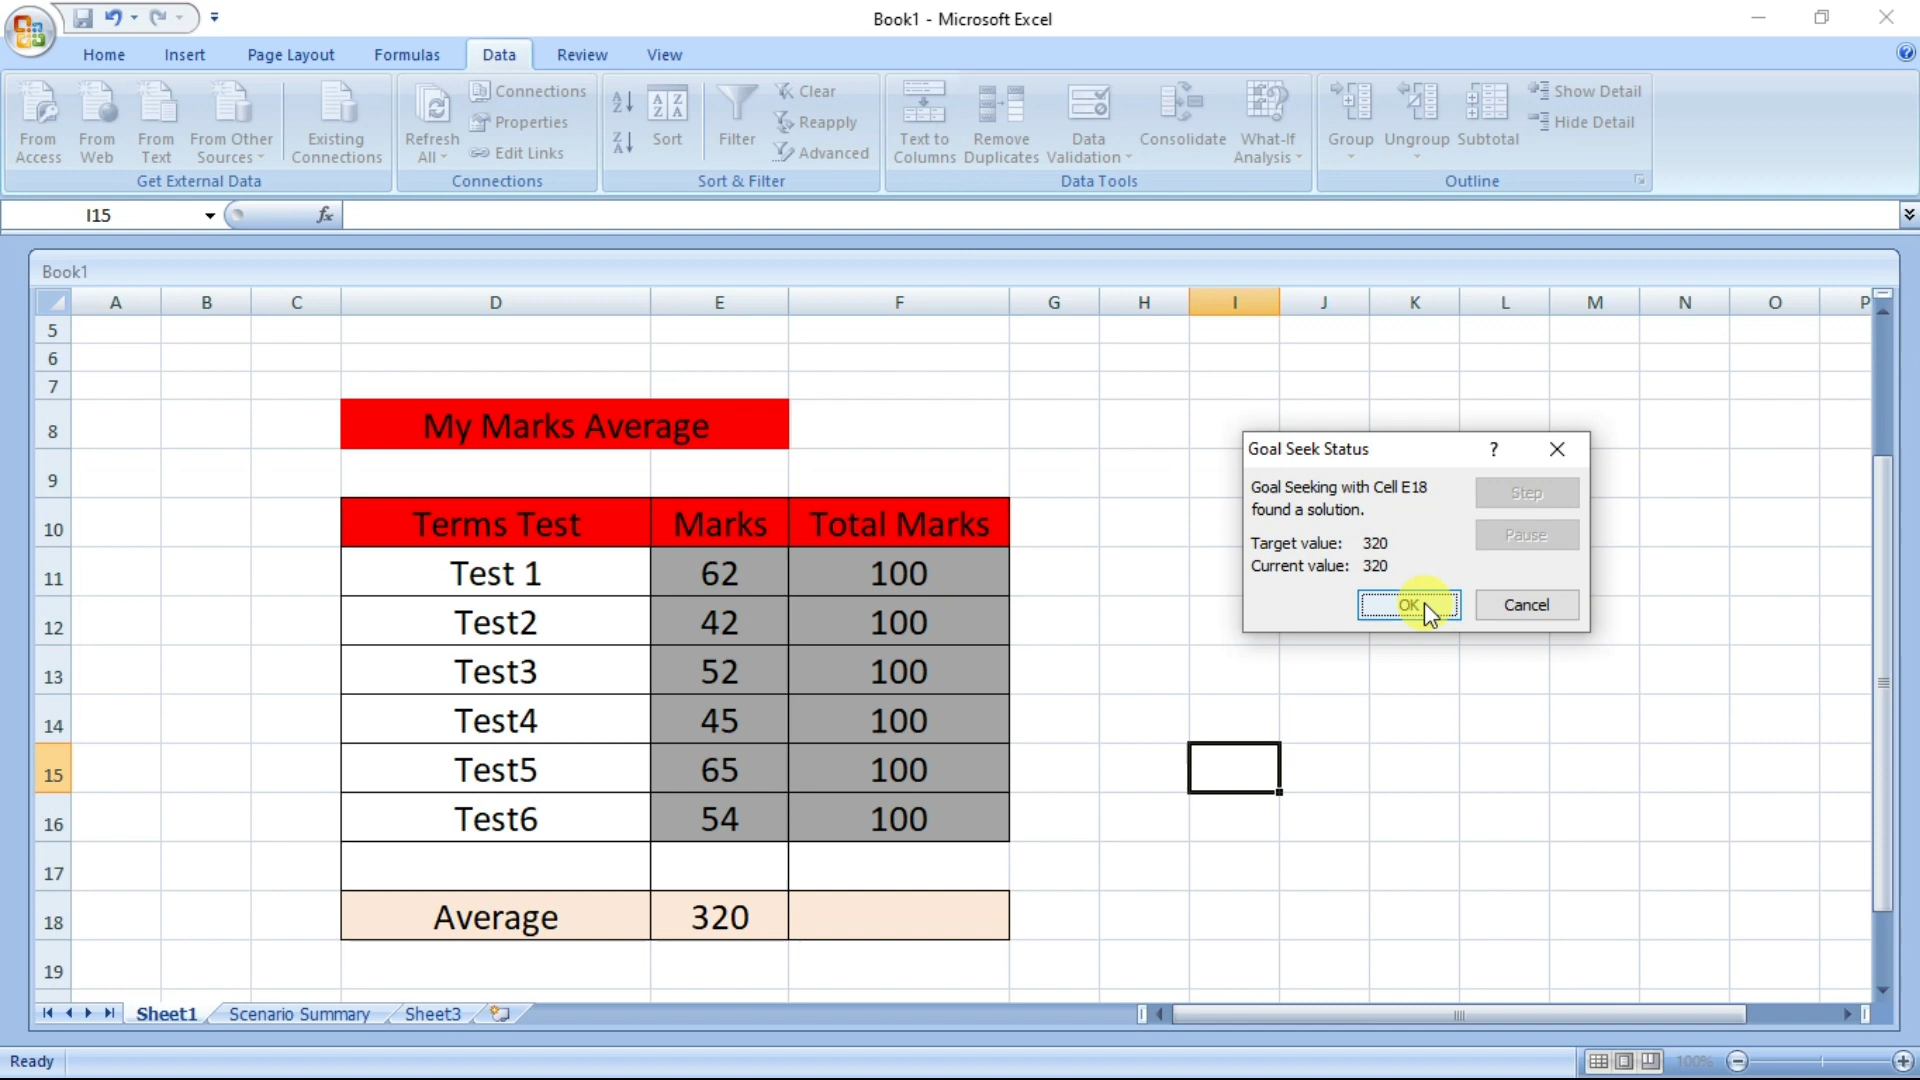 Book1 - Microsoft Excel
Home Insert Page Layout Formulas Data Review View
From Access
From Web
From Text
From Other Sources
Existing Connections
Get External Data
Refresh All
Connections
Properties
Edit Links
Connections
Sort
Filter
Clear
Reapply
Advanced
Sort & Filter
Text to Columns
Remove Duplicates
Data Validation
Consolidate
What-If Analysis
Data Tools
Group
Ungroup
Subtotal
Show Detail
Hide Detail
Outline
I15 fx
Book1
A B C D E F G H I J K L M N O P
5
6
7
8 My Marks Average
9
10 Terms Test Marks Total Marks
11 Test 1 62 100
12 Test2 42 100
13 Test3 52 100
14 Test4 45 100
15 Test5 65 100
16 Test6 54 100
17
18 Average 320
19
Goal Seek Status ?
Goal Seeking with Cell E18
found a solution.
Target value: 320
Current value: 320
Step
Pause
OK Cancel
Sheet1 Scenario Summary Sheet3
Ready 100%